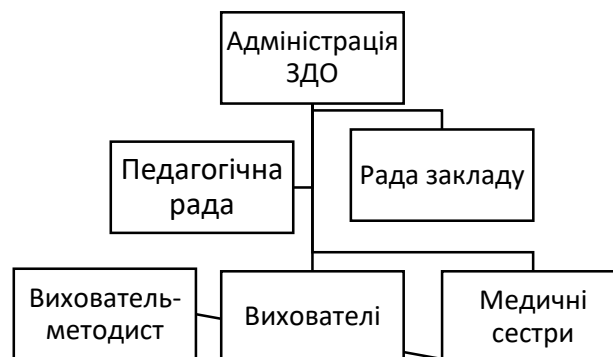 Адміністрація
ЗДО
Педагогічна
рада
Рада закладу
Вихователь-
методист
Вихователі
Медичні
сестри